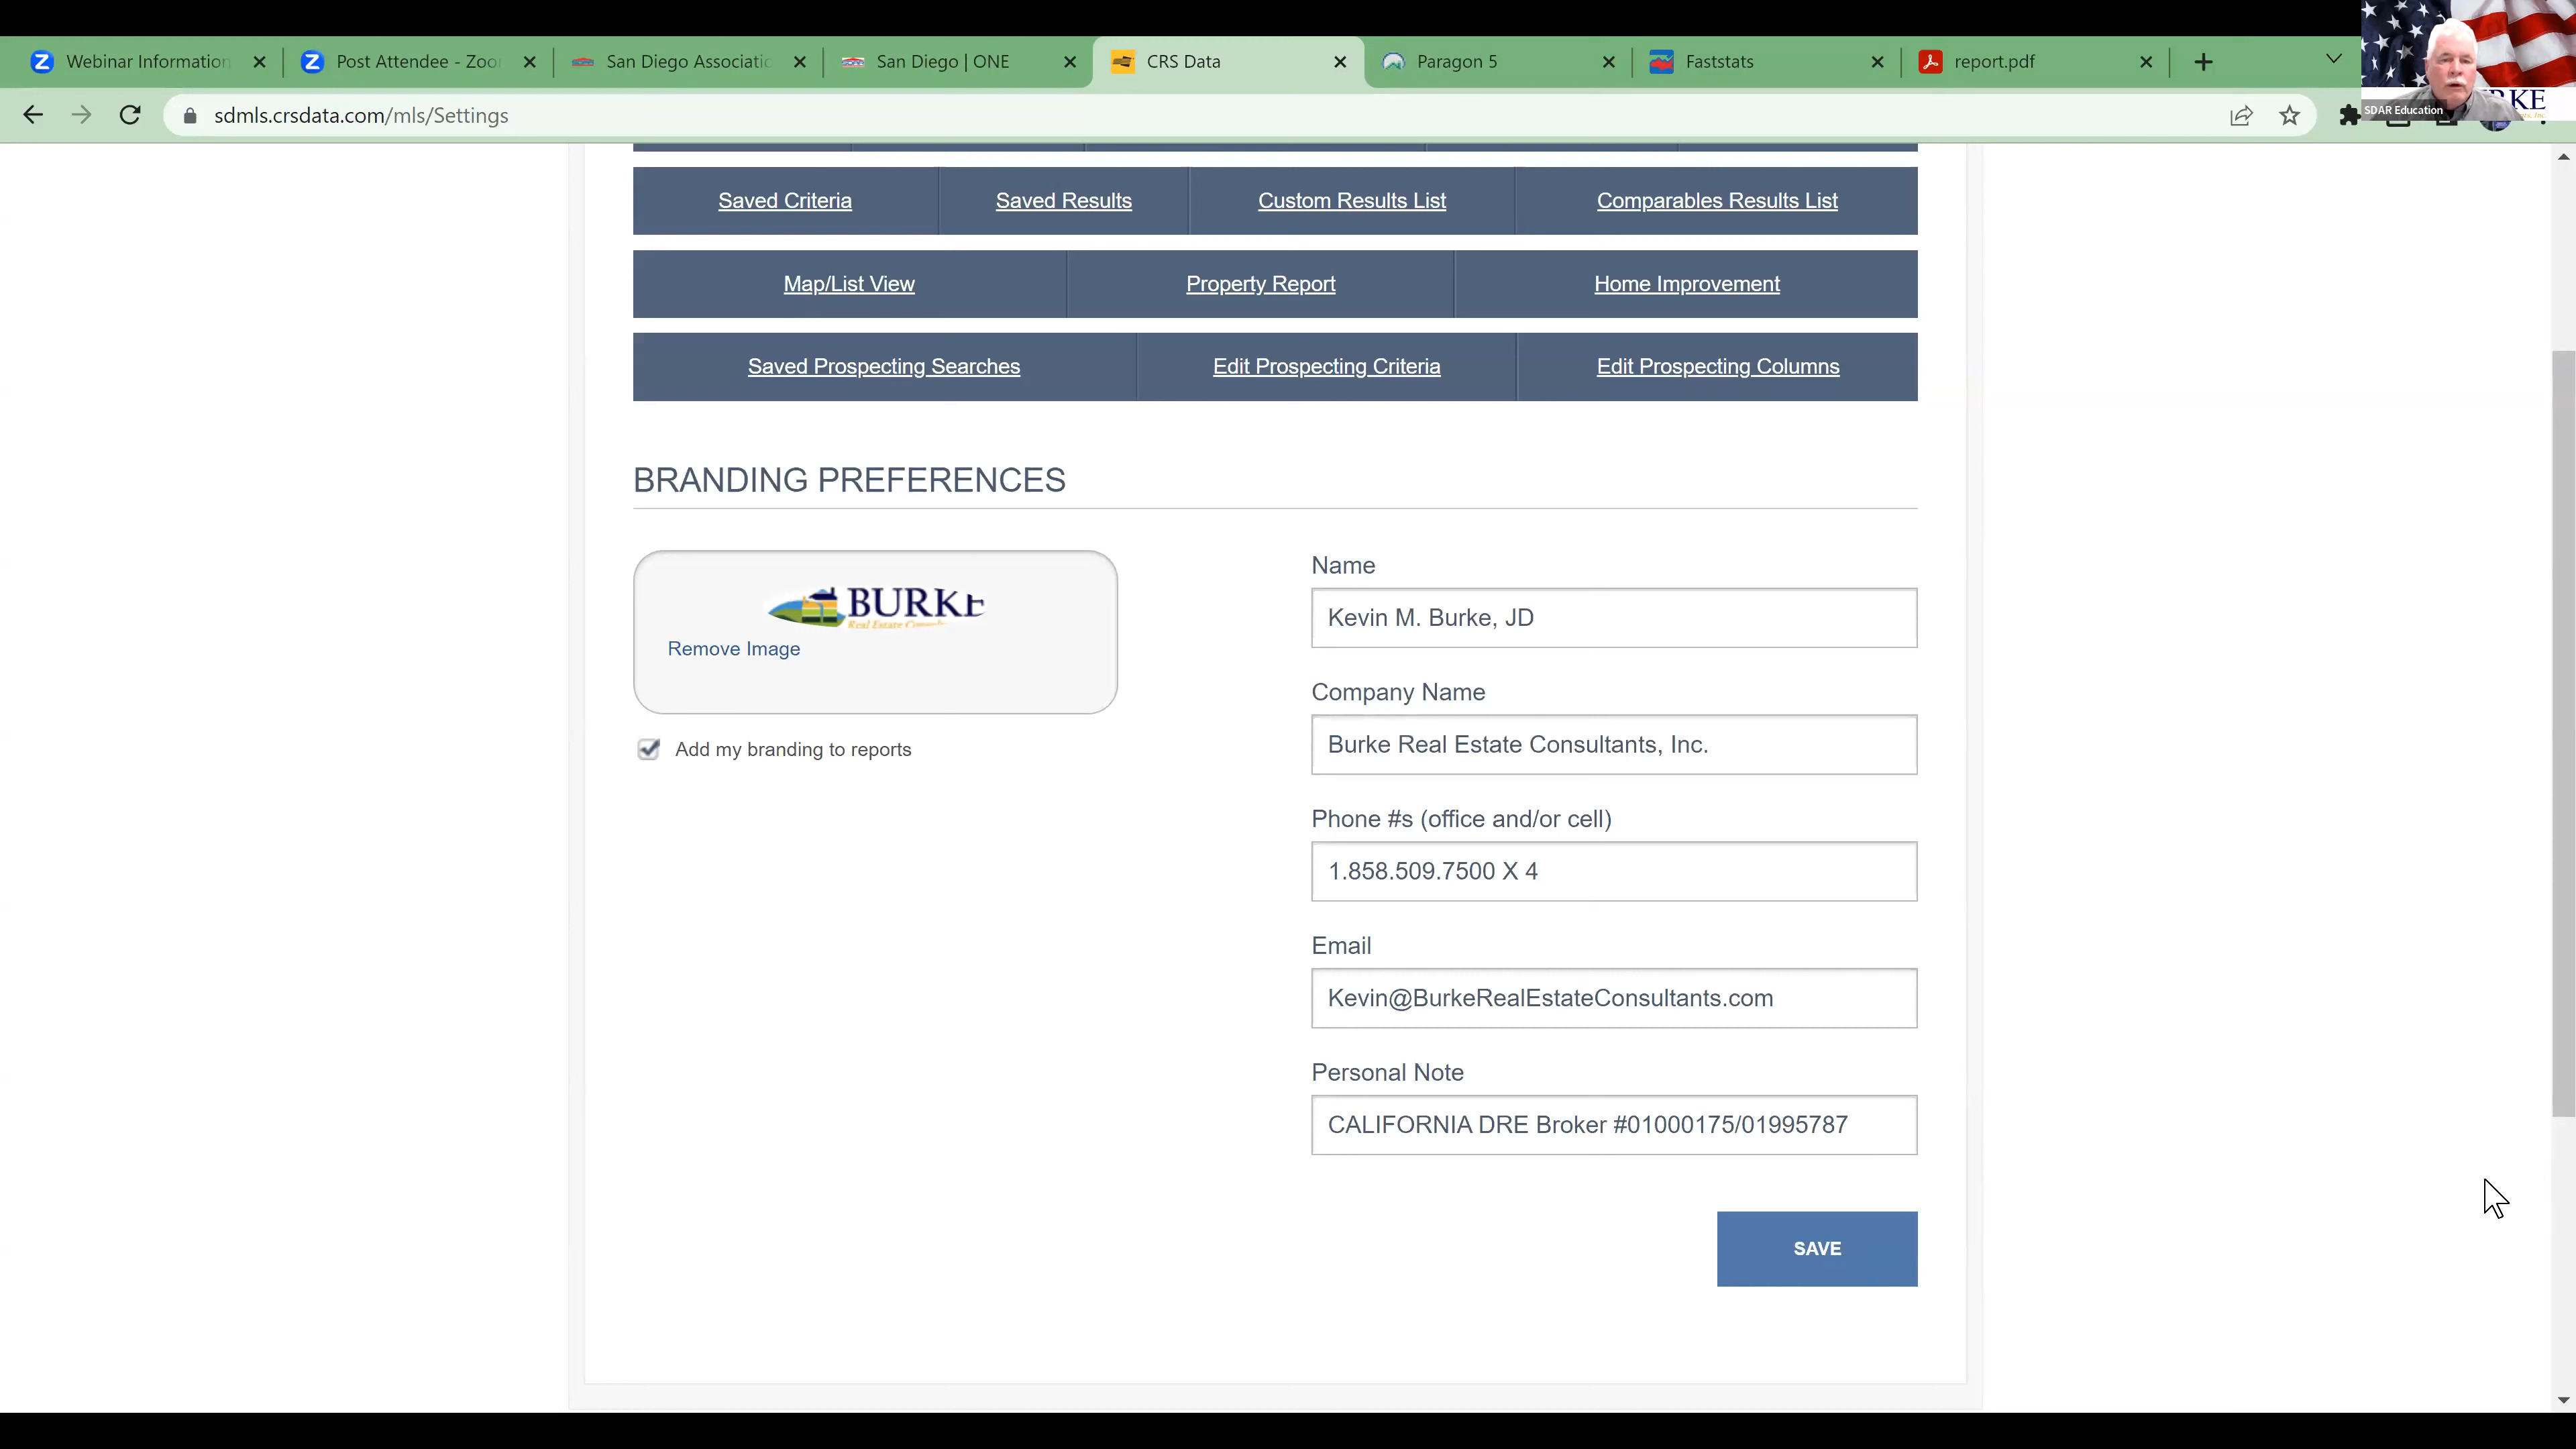 Webinar Information
Post Attendee - Zoo
San Diego Associatic
San Diego | ONE
CRS Data
Paragon 5
Faststats
report.pdf
SDAR Education
sdmls.crsdata.com/mls/Settings
Saved Criteria
Saved Results
Custom Results List
Comparables Results List
Map/List View
Property Report
Home Improvement
Saved Prospecting Searches
Edit Prospecting Criteria
Edit Prospecting Columns
BRANDING PREFERENCES
BURKE
Real Estate
Remove Image
Add my branding to reports
Name
Kevin M. Burke, JD
Company Name
Burke Real Estate Consultants, Inc.
Phone #s (office and/or cell)
1.858.509.7500 X 4
Email
Kevin@BurkeRealEstateConsultants.com
Personal Note
CALIFORNIA DRE Broker #01000175/01995787
SAVE